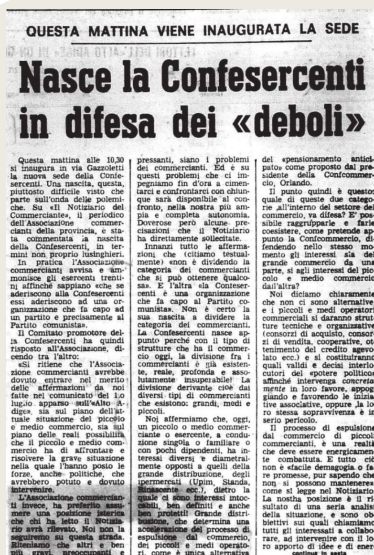 QUESTA MATTINA VIENE INAUGURATA LA SEDE
Nasce la Confesercenti
in difesa dei «deboli»
Questa mattina alle 10,30
si inaugura in via Gazzoletti
la nuova sede della Confe-
sercenti. Una nascita, questa,
piuttosto difficile visto che
parte sull'onda delle polemi-
che. Su «Il Notiziario del
Commerciante», il periodico
dell'Associazione commer-
cianti della provincia, è sta-
ta commentata la nascita
della Confesercenti, in ter-
mini non proprio lusinghieri.
In pratica l'Associazione
commercianti avvisa e am-
monisce gli esercenti trenti-
ni affinché sappiano «che se
aderiscono alla Confesercenti
essi aderiscono ad una or-
ganizzazione che fa capo ad
un partito e precisamente al
Partito comunista».
Il Comitato promotore del-
la Confesercenti ha quindi
risposto all'Associazione, di-
cendo tra l'altro:
«Si ritiene che l'Associa-
zione commercianti avrebbe
dovuto entrare nel merito
delle affermazioni da noi
fatte nel comunicato del
luglio apparso sull'«Alto A-
dige», sia sul piano dell'at-
tuale situazione del piccolo
e medio commercio, sia sul
piano delle reali possibilità
che il piccolo e medio com-
mercio ha di affrontare e
risolvere la grave situazione
nella quale l'hanno posto le
forze, anche politiche, che
avrebbero potuto e dovuto
intervenire.
L'Associazione commercian-
ti invece, ha preferito assu-
mere una posizione isterica
che chi ha letto il Notizia-
rio avrà rilevato. Noi non la
seguiremo su questa strada.
Riteniamo che altri e ben
più gravi, preoccupanti e
pressanti, siano i problemi
dei commercianti. Ed è su
questi problemi che ci im-
pegniamo fin d'ora a cimen-
tarci e confrontarci con chiun-
que sarà disponibile al con-
fronto, nella nostra più am-
pia e completa autonomia.
Doverose però alcune pre-
cisazioni che il Notiziario
ha direttamente sollecitate.
Innanzi tutto le afferma-
zioni che (citiamo testual-
mente) «non è dividendo la
categoria dei commercianti
che si può ottenere qualco-
sa». E l'altra «la Confeser-
centi è una organizzazione
che fa capo al Partito co-
munista». Non è certo la
sua nascita a dividere la
categoria dei commercianti.
La Confesercenti nasce ap-
punto perché con il tipo di
strutture che ha il commer-
cio oggi, la divisione fra i
commercianti è già esisten-
te, reale, profonda e asso-
lutamente insuperabile! La
divisione derivante cioè dai
diversi tipi di commercianti
che esistono: grandi, medi e
piccoli.
Noi affermiamo che, oggi,
un piccolo o medio commer-
ciante o esercente, a condu-
zione singola o familiare o
con pochi dipendenti, ha in-
teressi diversi e diametral-
mente opposti a quelli della
grande distribuzione, degli
ipermercati (Upim, Standa,
Rinascente ecc.), dietro la
quale ci sono interessi innoc-
abili, ben definiti e anche
ben protetti! Grande distri-
buzione, che determina una
accelerazione del processo di
espulsione dal commercio,
dei piccoli e medi operato-
ri, come è unica alternativa
del «pensionamento antici-
pato» come proposto dal pre-
sidente della Confcommer-
cio, Orlando.
Il punto quindi è questo:
quale di queste due catego-
rie all'interno del settore del
commercio, va difesa? E' pos-
sibile raggrupparle e farle
coesistere, come pretende ap-
punto la Confcommercio, di-
fendendo nello stesso mo-
mento gli interessi sia del
grande commercio da una
parte, si agli interessi del pic-
colo e medio commercio
dall'altra?
Noi diciamo chiaramente
che non ci sono alternative
e i piccoli e medi operatori
commerciali si daranno strut-
ture tecniche e organizzative
(consorzi di acquisto, consor-
zi di vendita, cooperative, ot-
tenimento del credito agevo-
lato ecc.) e si costituiranno
quali validi e decisi interlo-
cutori del «potere politico»
affinché intervenga concreta-
mente in loro favore, appog-
giando e favorendo le inizia-
tive associative, oppure la lo-
ro stessa sopravvivenza è in
serio pericolo.
Il processo di espulsione
dal commercio di piccoli
commercianti, è una realtà
che deve essere energicamen-
te combattuta. E tutto ciò
non è «facile demagogia o fa-
re promesse, pur sapendo che
non si possono mantenere»
come si legge nel Notiziario.
La nostra posizione è il ri-
sultato di una seria analisi
della situazione, e sono ob-
biettivi sui quali chiamiamo
tutti gli interessati a collabo-
rare, ad intervenire con il lo-
ro apporto di idee e di ener-